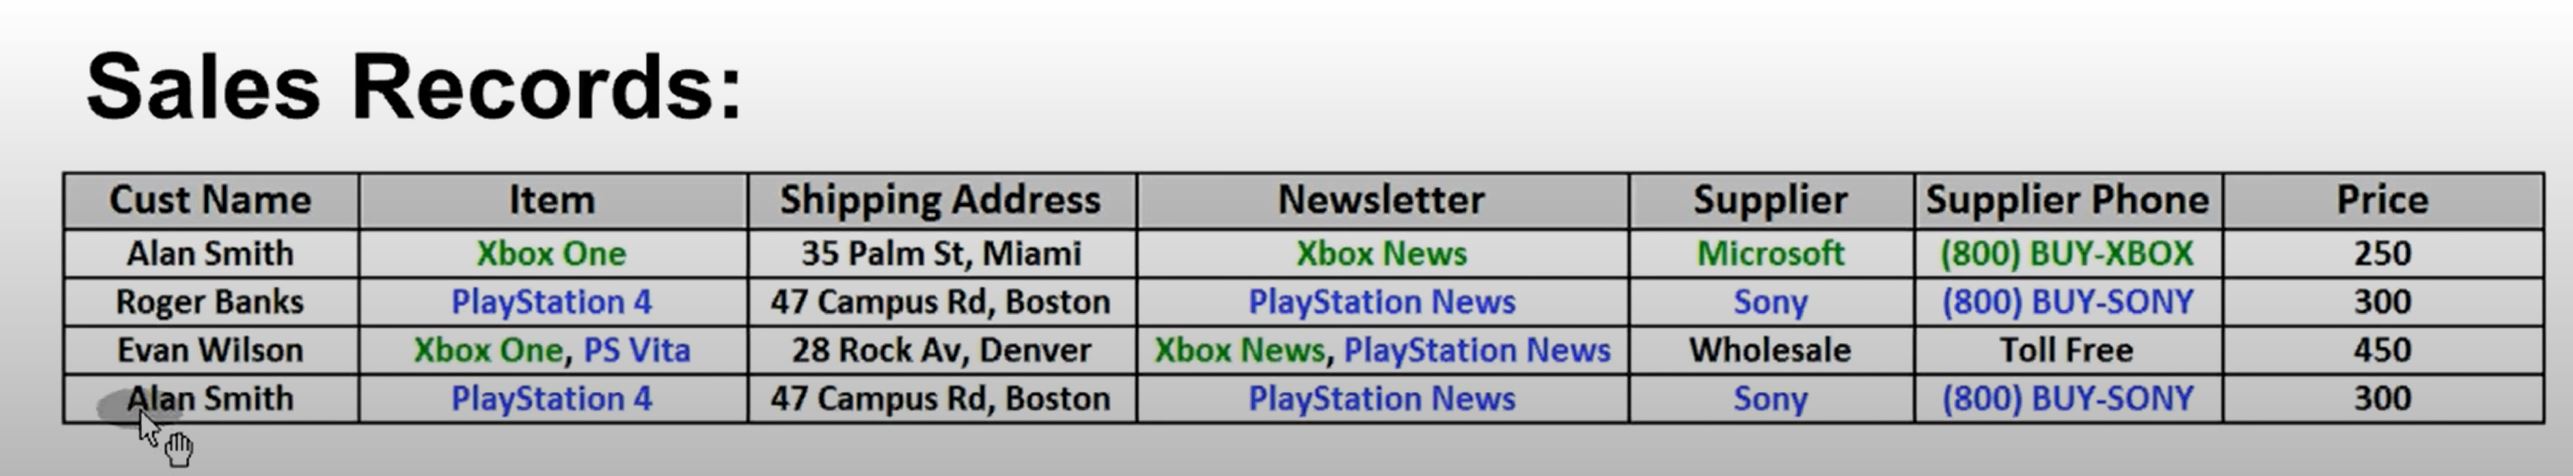 Sales Records:
Cust Name Item Shipping Address Newsletter Supplier Supplier Phone Price
Alan Smith Xbox One 35 Palm St, Miami Xbox News Microsoft (800) BUY-XBOX 250
Roger Banks PlayStation 4 47 Campus Rd, Boston PlayStation News Sony (800) BUY-SONY 300
Evan Wilson Xbox One, PS Vita 28 Rock Av, Denver Xbox News, PlayStation News Wholesale Toll Free 450
Alan Smith PlayStation 4 47 Campus Rd, Boston PlayStation News Sony (800) BUY-SONY 300